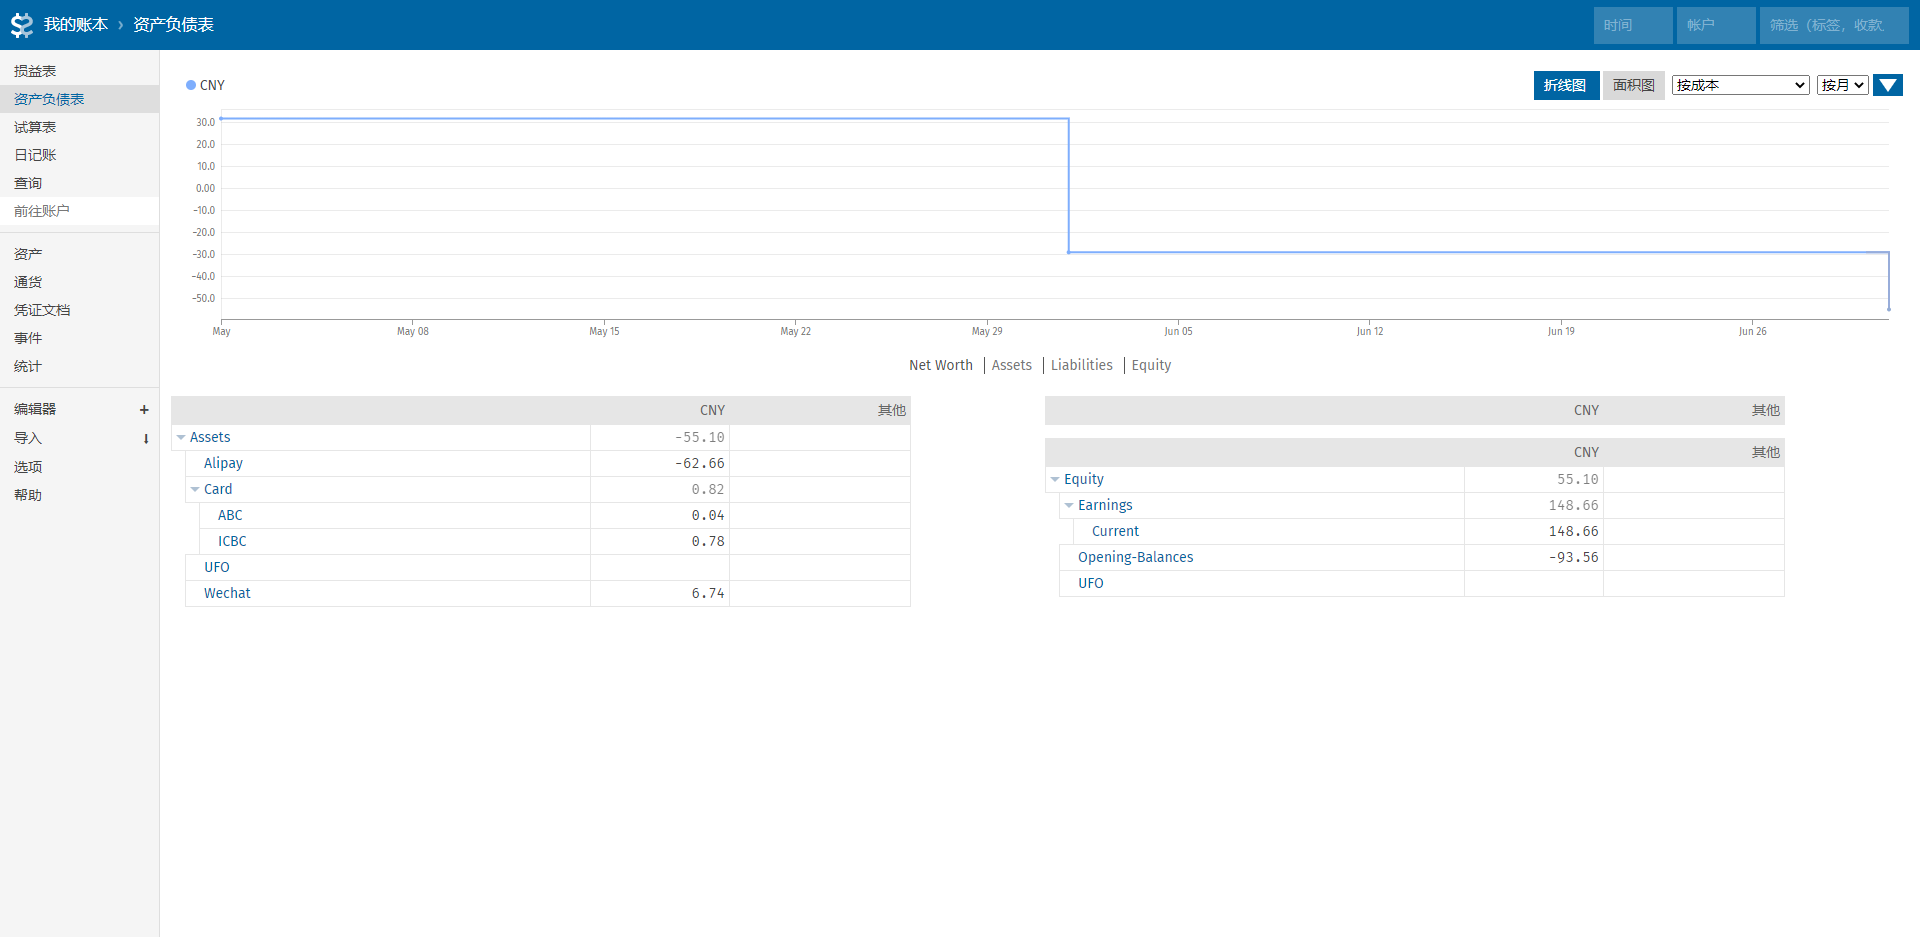 我的账本 › 资产负债表
时间
帐户
筛选（标签，收款
损益表
资产负债表
试算表
日记账
查询
前往账户
资产
通货
凭证文档
事件
统计
编辑器 +
导入 ⬇
选项
帮助
CNY
折线图
面积图
按成本
按月
30.0
20.0
10.0
0.00
-10.0
-20.0
-30.0
-40.0
-50.0
May May 08 May 15 May 22 May 29 Jun 05 Jun 12 Jun 19 Jun 26
Net Worth Assets Liabilities Equity
CNY 其他
Assets -55.10
Alipay -62.66
Card 0.82
ABC 0.04
ICBC 0.78
UFO
Wechat 6.74
CNY 其他
CNY 其他
Equity 55.10
Earnings 148.66
Current 148.66
Opening-Balances -93.56
UFO